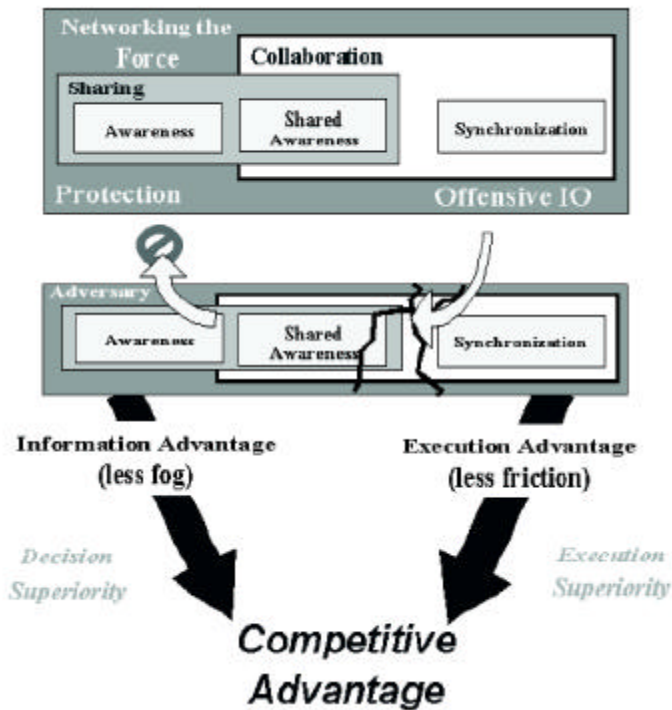 Networking the
Force
Collaboration
Sharing
Awareness
Shared
Awareness
Synchronization
Protection
Offensive IO
Adversary
Awareness
Shared
Awareness
Synchronization
Information Advantage
(less fog)
Execution Advantage
(less friction)
Decision
Superiority
Execution
Superiority
Competitive
Advantage